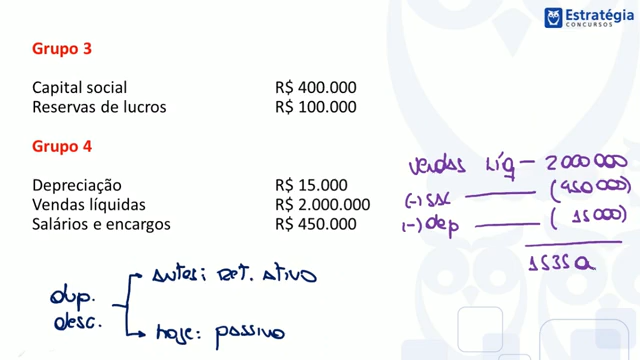 Estratégia
CONCURSOS
Grupo 3
Capital social R$ 400.000
Reservas de lucros R$ 100.000
Grupo 4
Depreciação R$ 15.000
Vendas líquidas R$ 2.000.000
Salários e encargos R$ 450.000
vendas líq — 2000000
(-) s&c — (450000)
(-) dep — (15000)
1535 a
dup. desc.
antes: ret. ativo
hoje: passivo